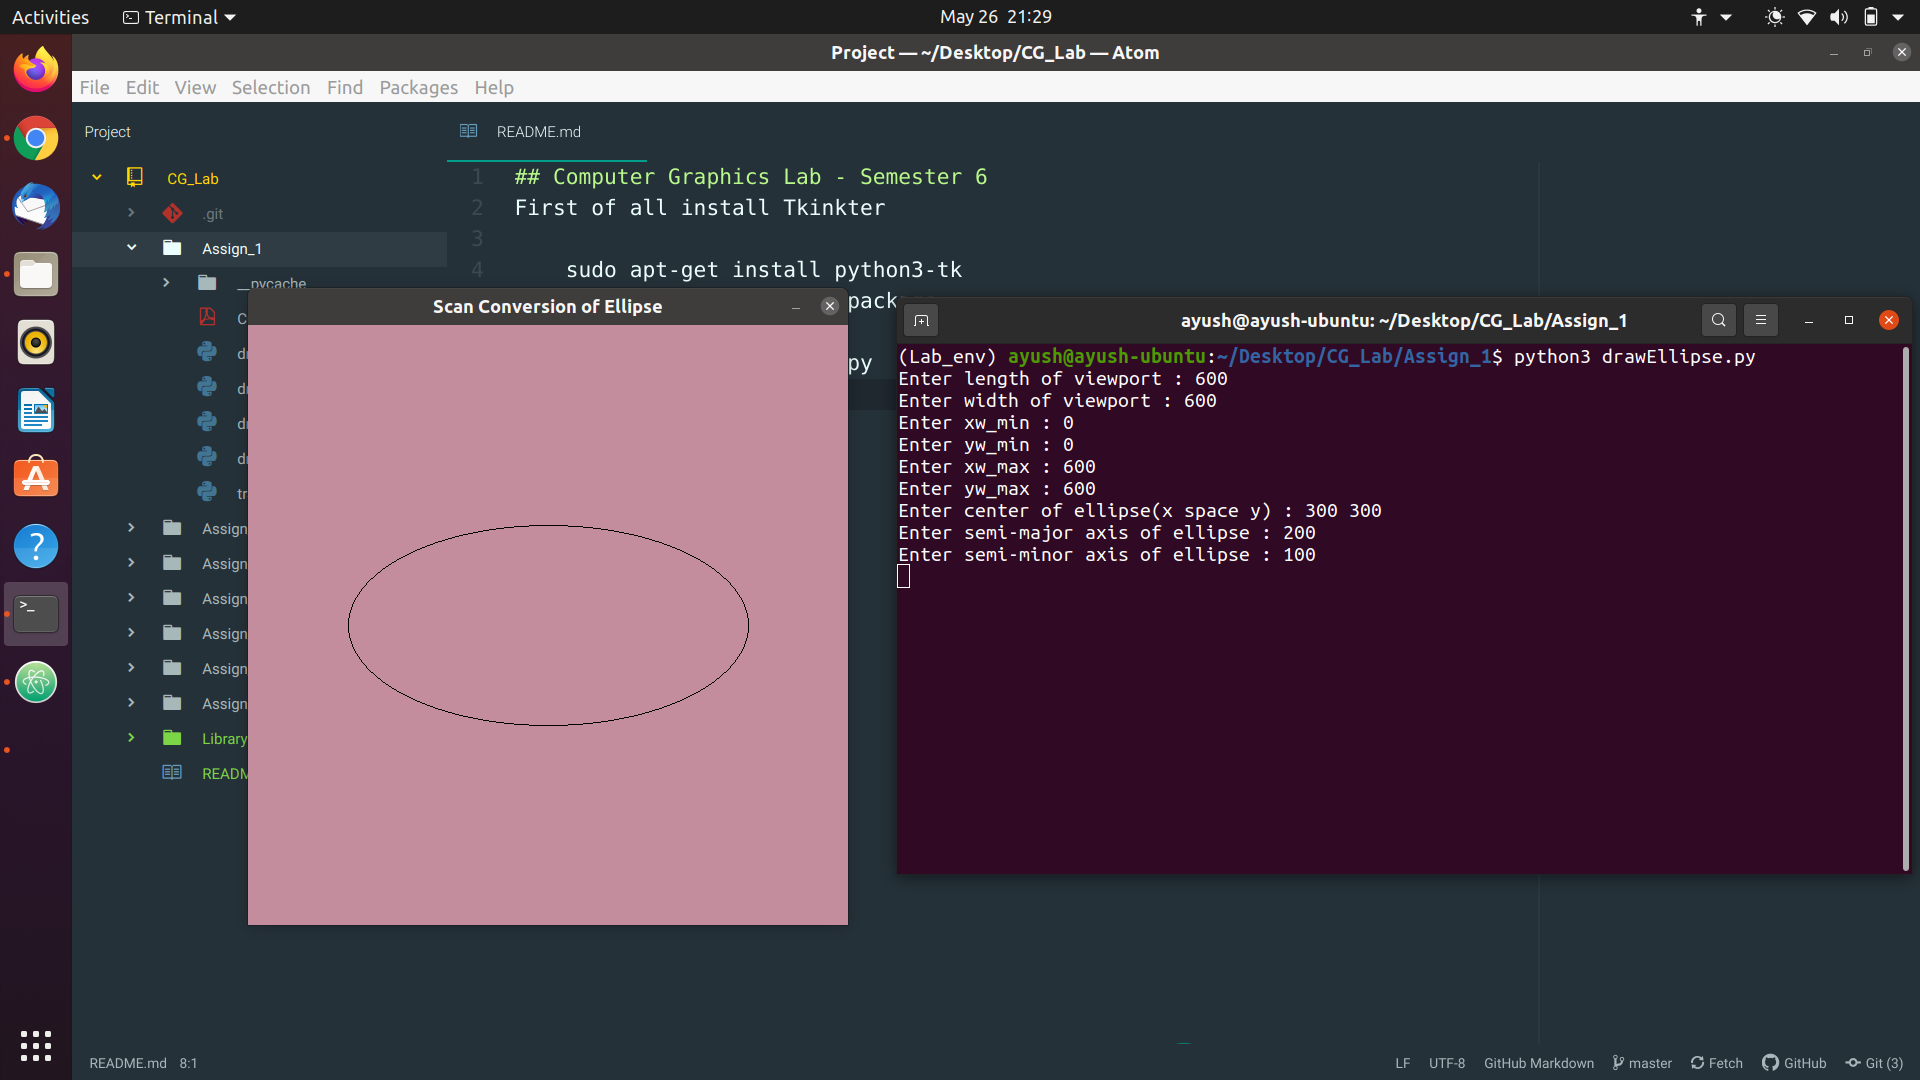 Activities
Terminal
May 26 21:29
Project — ~/Desktop/CG_Lab — Atom
File Edit View Selection Find Packages Help
Project
README.md
CG_Lab
.git
Assign_1
__pycache
1 ## Computer Graphics Lab - Semester 6
2 First of all install Tkinkter
3
4 sudo apt-get install python3-tk
pack
py
Scan Conversion of Ellipse
C
tr
Assign
Assign
Assign
Assign
Assign
Assign
Library
READM
ayush@ayush-ubuntu: ~/Desktop/CG_Lab/Assign_1
(Lab_env) ayush@ayush-ubuntu:~/Desktop/CG_Lab/Assign_1$ python3 drawEllipse.py
Enter length of viewport : 600
Enter width of viewport : 600
Enter xw_min : 0
Enter yw_min : 0
Enter xw_max : 600
Enter yw_max : 600
Enter center of ellipse(x space y) : 300 300
Enter semi-major axis of ellipse : 200
Enter semi-minor axis of ellipse : 100
README.md 8:1
LF UTF-8 GitHub Markdown master Fetch GitHub Git (3)